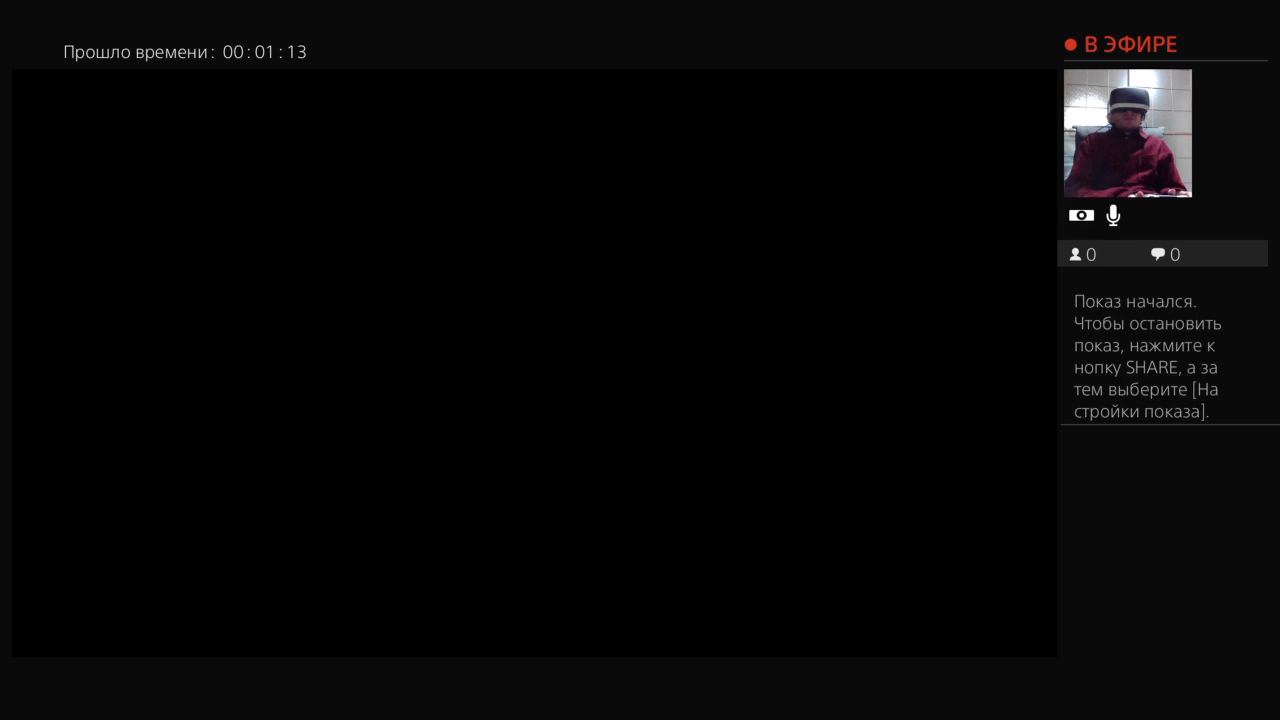 Прошло времени: 00:01:13
В ЭФИРЕ
0 0
Показ начался.
Чтобы остановить
показ, нажмите к
нопку SHARE, а за
тем выберите [На
стройки показа].